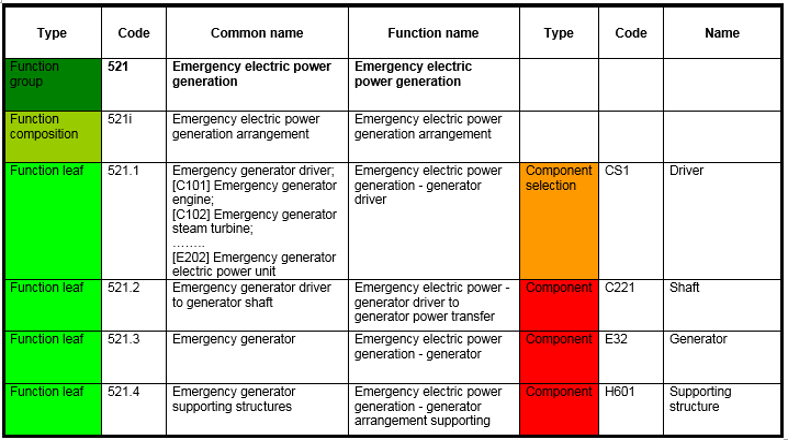 Type Code Common name Function name Type Code Name
Function group 521 Emergency electric power generation Emergency electric power generation
Function composition 521i Emergency electric power generation arrangement Emergency electric power generation arrangement
Function leaf 521.1 Emergency generator driver; [C101] Emergency generator engine; [C102] Emergency generator steam turbine; …….. [E202] Emergency generator electric power unit Emergency electric power generation - generator driver Component selection CS1 Driver
Function leaf 521.2 Emergency generator driver to generator shaft Emergency electric power - generator driver to generator power transfer Component C221 Shaft
Function leaf 521.3 Emergency generator Emergency electric power generation - generator Component E32 Generator
Function leaf 521.4 Emergency generator supporting structures Emergency electric power generation - generator arrangement supporting Component H601 Supporting structure